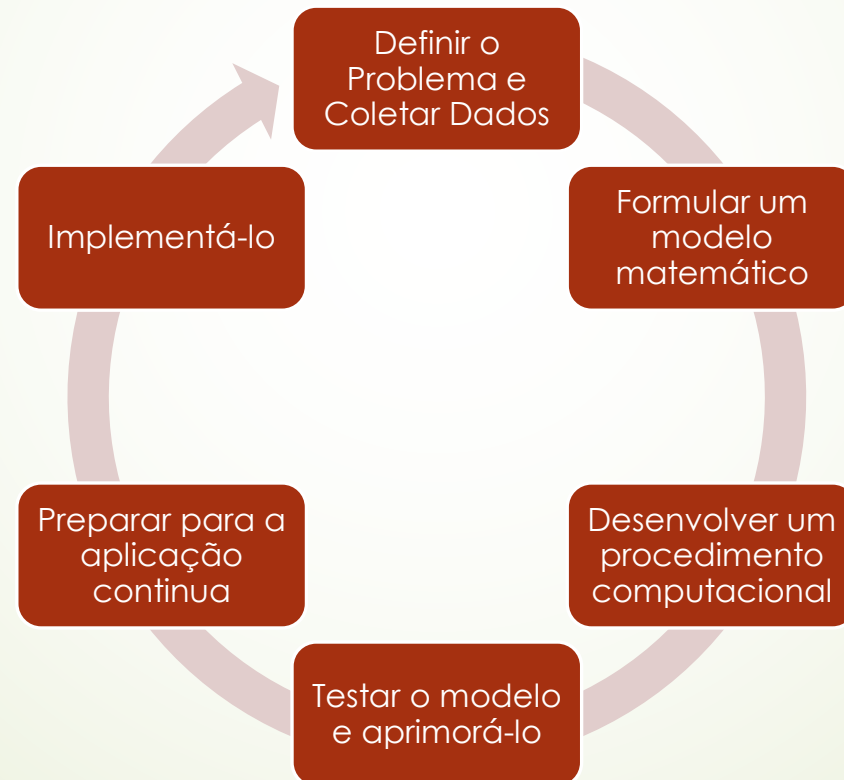 Definir o
Problema e
Coletar Dados
Formular um
modelo
matemático
Desenvolver um
procedimento
computacional
Testar o modelo
e aprimorá-lo
Preparar para a
aplicação
continua
Implementá-lo